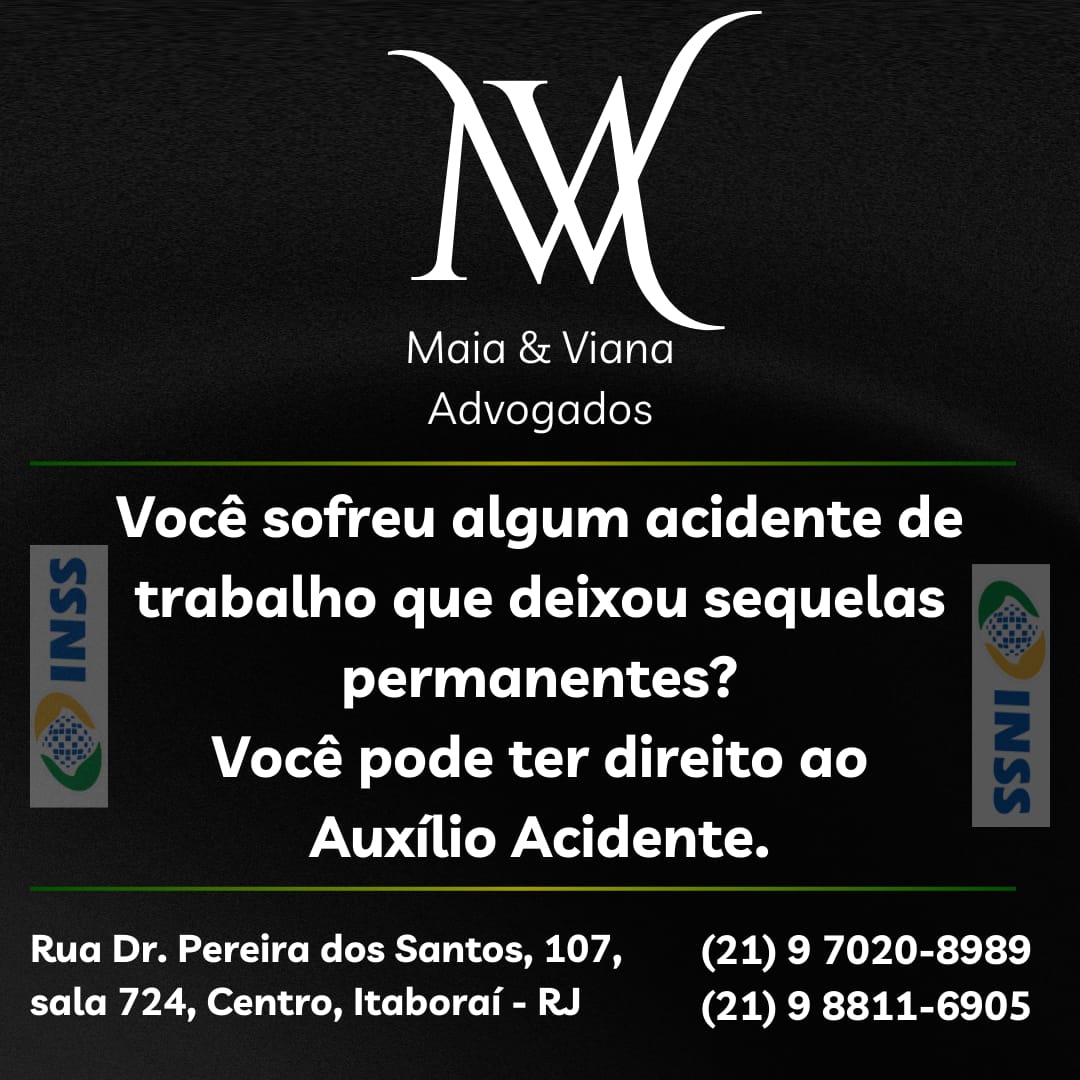 MV
Maia & Viana
Advogados
Você sofreu algum acidente de
trabalho que deixou sequelas
permanentes?
Você pode ter direito ao
Auxílio Acidente.
INSS
INSS
Rua Dr. Pereira dos Santos, 107,
sala 724, Centro, Itaboraí - RJ
(21) 9 7020-8989
(21) 9 8811-6905